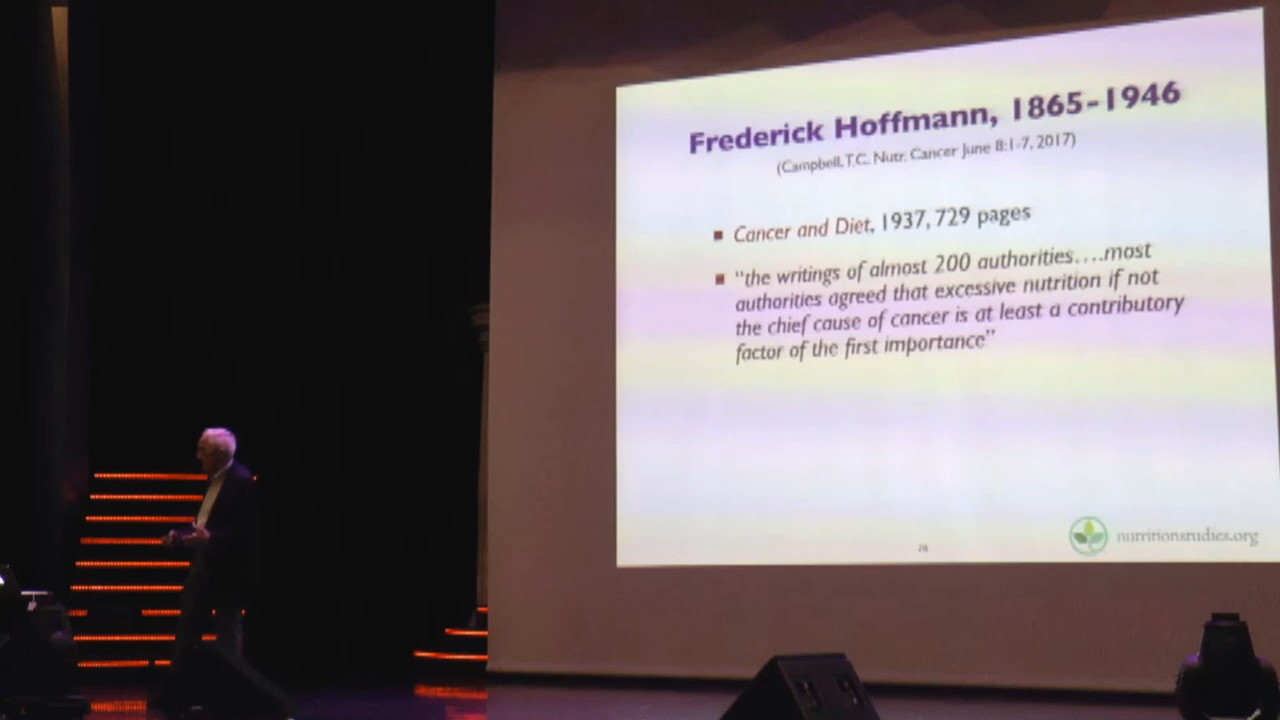 Frederick Hoffmann, 1865-1946
(Campbell, T.C. Nutr. Cancer June 8:1-7, 2017)
▪ Cancer and Diet, 1937, 729 pages
▪ “the writings of almost 200 authorities….most
authorities agreed that excessive nutrition if not
the chief cause of cancer is at least a contributory
factor of the first importance”
nutritionstudies.org